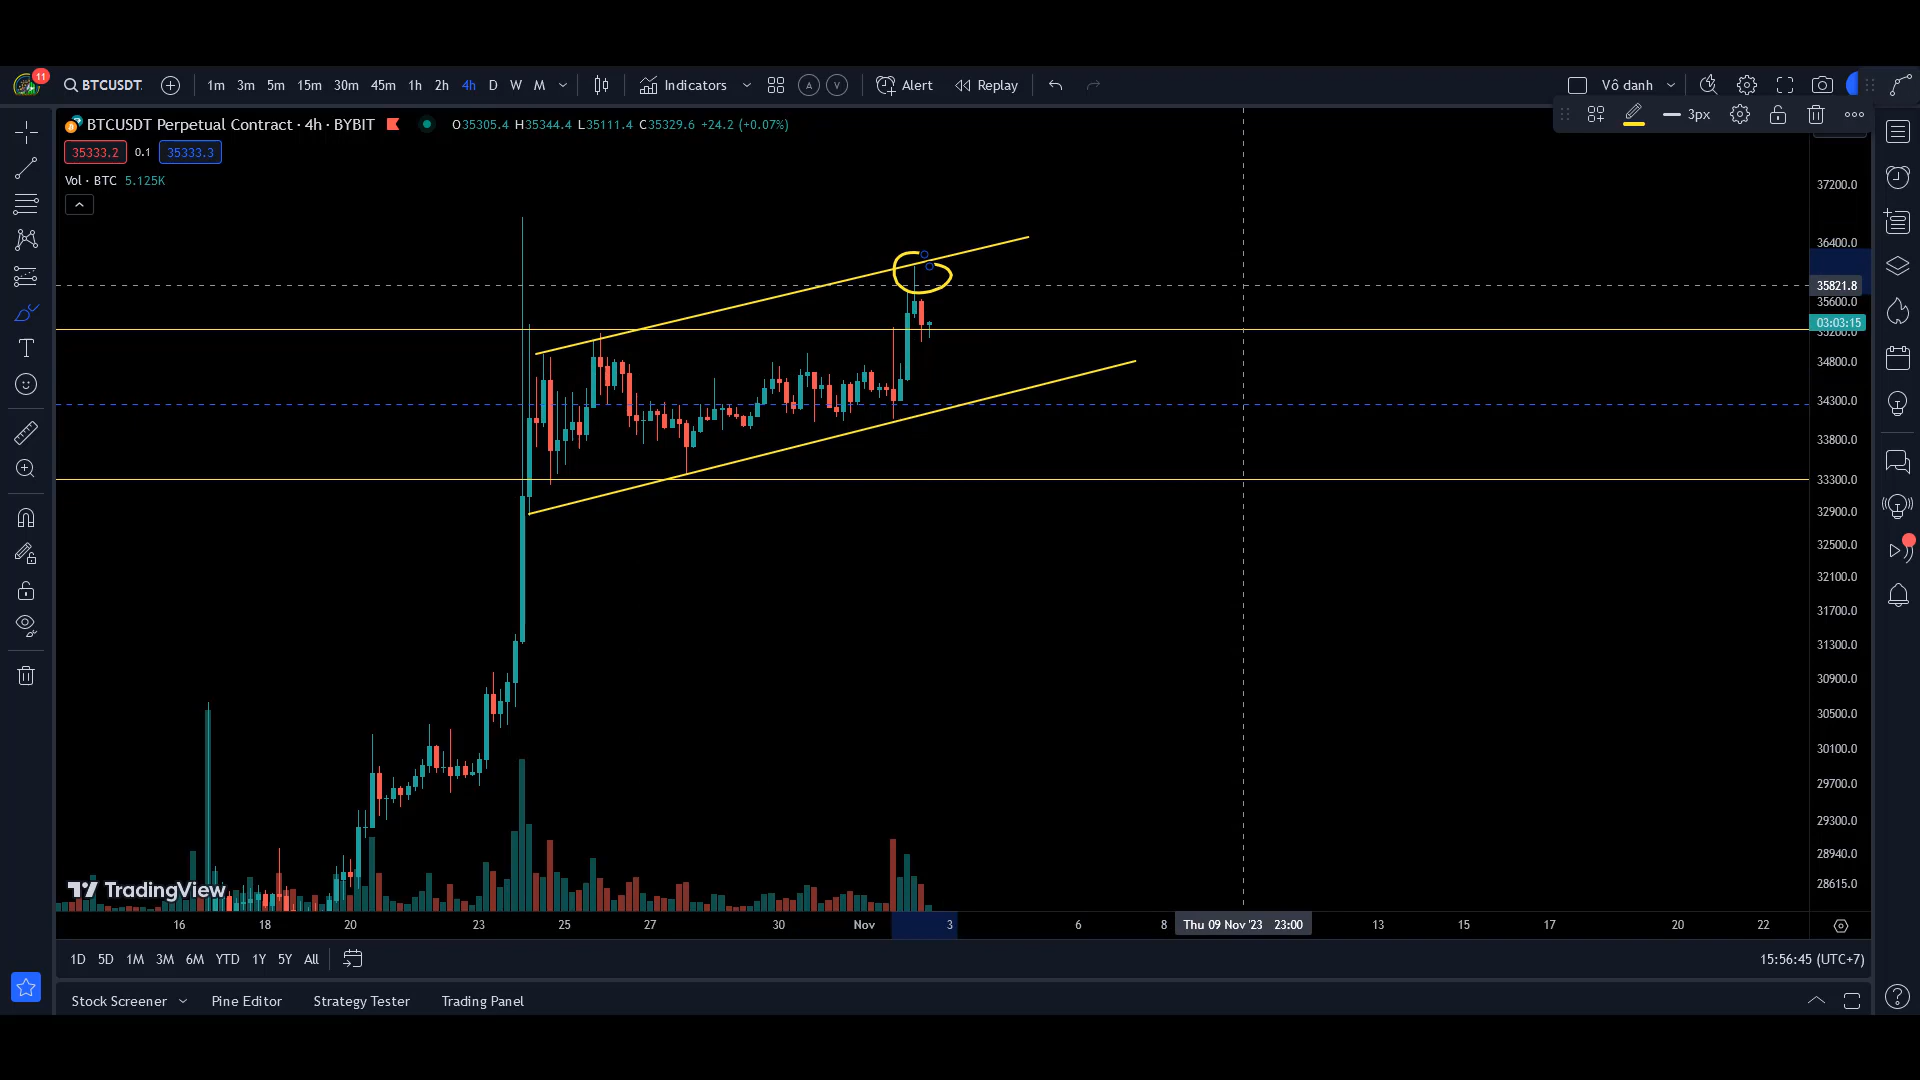 11
BTCUSDT
1m 3m 5m 15m 30m 45m 1h 2h 4h D W M
Indicators
A V
Alert
Replay
Vô danh
BTCUSDT Perpetual Contract · 4h · BYBIT
O35305.4 H35344.4 L35111.4 C35329.6 +24.2 (+0.07%)
3px
35333.2 0.1 35333.3
Vol · BTC 5.125K
37200.0
36400.0
35821.8
35600.0
03:03:15
35200.0
34800.0
34300.0
33800.0
33300.0
32900.0
32500.0
32100.0
31700.0
31300.0
30900.0
30500.0
30100.0
29700.0
29300.0
28940.0
28615.0
TradingView
16 18 20 23 25 27 30 Nov 3 6 8 Thu 09 Nov '23 23:00 13 15 17 20 22
1D 5D 1M 3M 6M YTD 1Y 5Y All
15:56:45 (UTC+7)
Stock Screener Pine Editor Strategy Tester Trading Panel